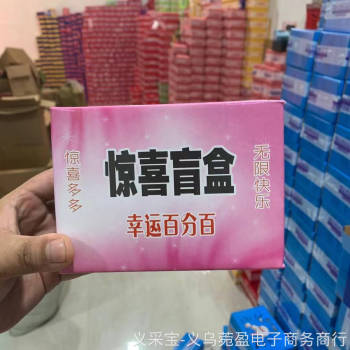 惊喜多多
惊喜盲盒
幸运百分百
无限快乐
义采宝-义乌菀盈电子商务商行